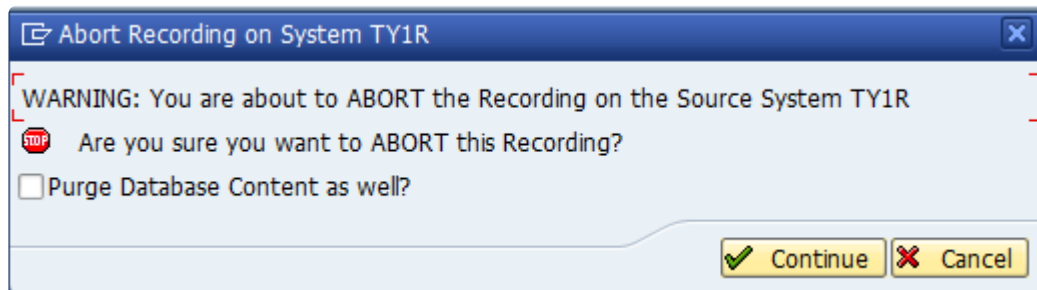 Abort Recording on System TY1R
WARNING: You are about to ABORT the Recording on the Source System TY1R
STOP Are you sure you want to ABORT this Recording?
Purge Database Content as well?
Continue Cancel